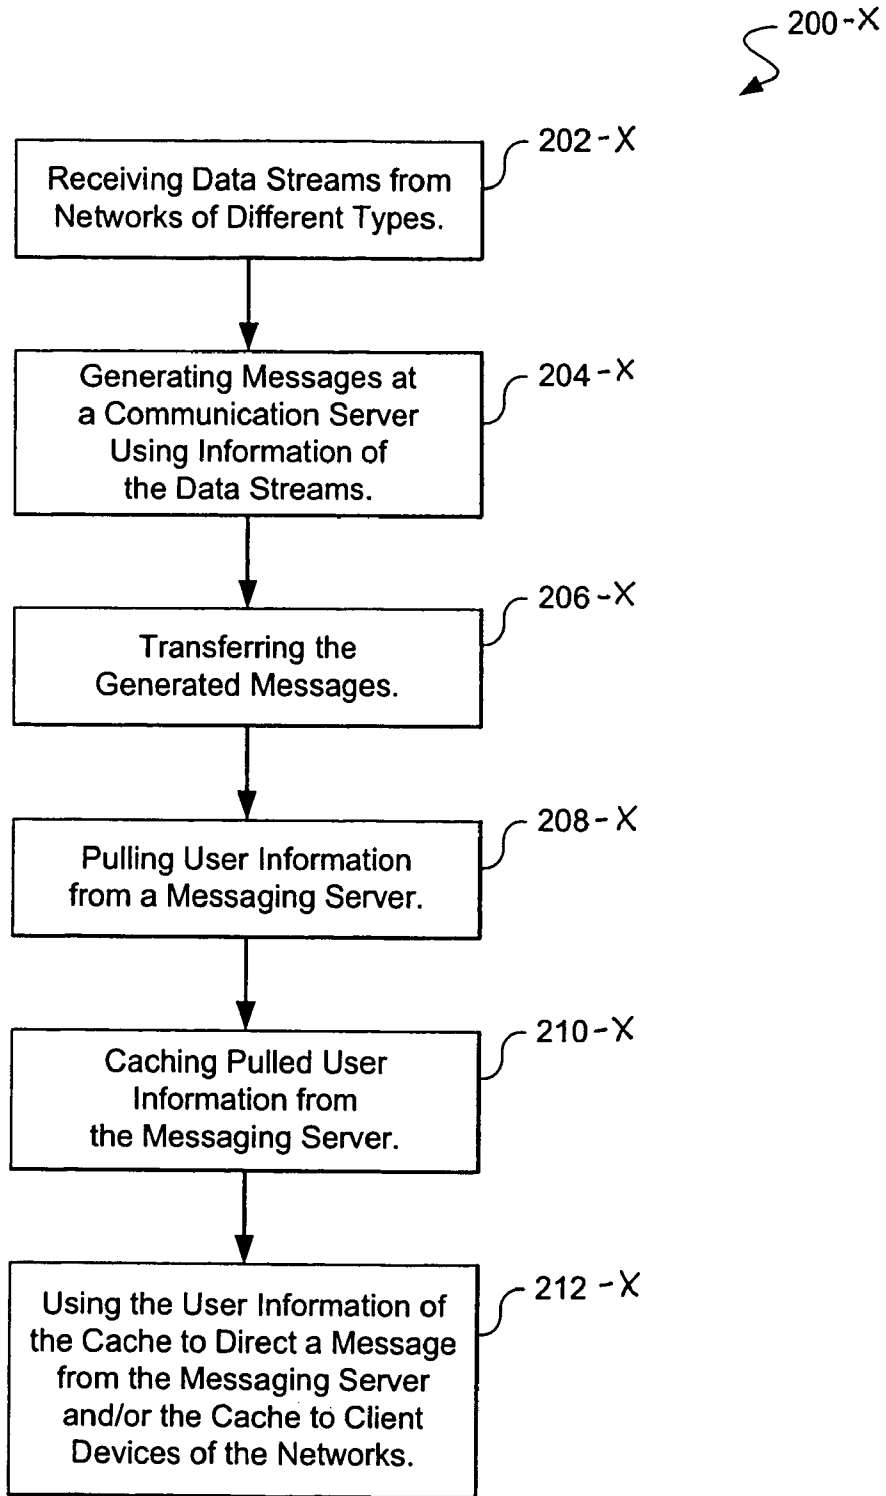 200-X
202-X
Receiving Data Streams from
Networks of Different Types.
204-X
Generating Messages at
a Communication Server
Using Information of
the Data Streams.
206-X
Transferring the
Generated Messages.
208-X
Pulling User Information
from a Messaging Server.
210-X
Caching Pulled User
Information from
the Messaging Server.
212-X
Using the User Information of
the Cache to Direct a Message
from the Messaging Server
and/or the Cache to Client
Devices of the Networks.